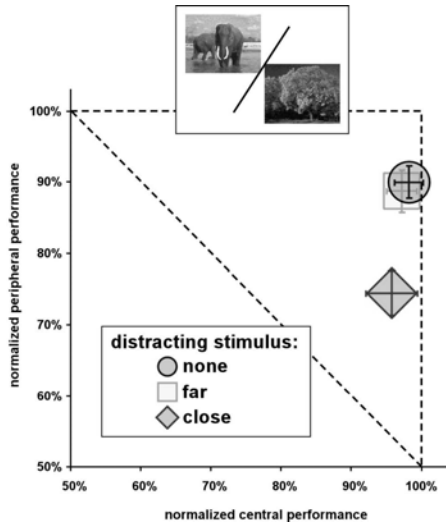 100%
90%
80%
70%
60%
50%
normalized peripheral performance
distracting stimulus:
none
far
close
50% 60% 70% 80% 90% 100%
normalized central performance